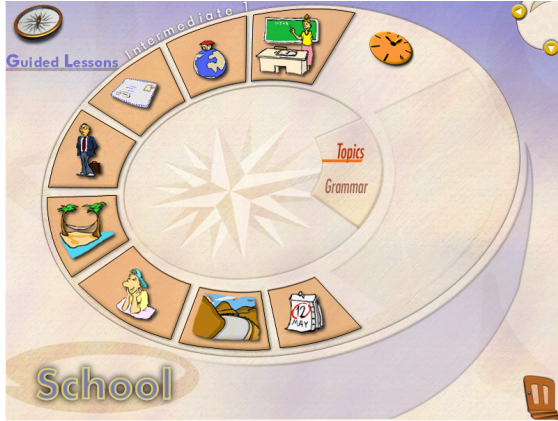 Intermediate 1
Guided Lessons
Topics
Grammar
12
MAY
School